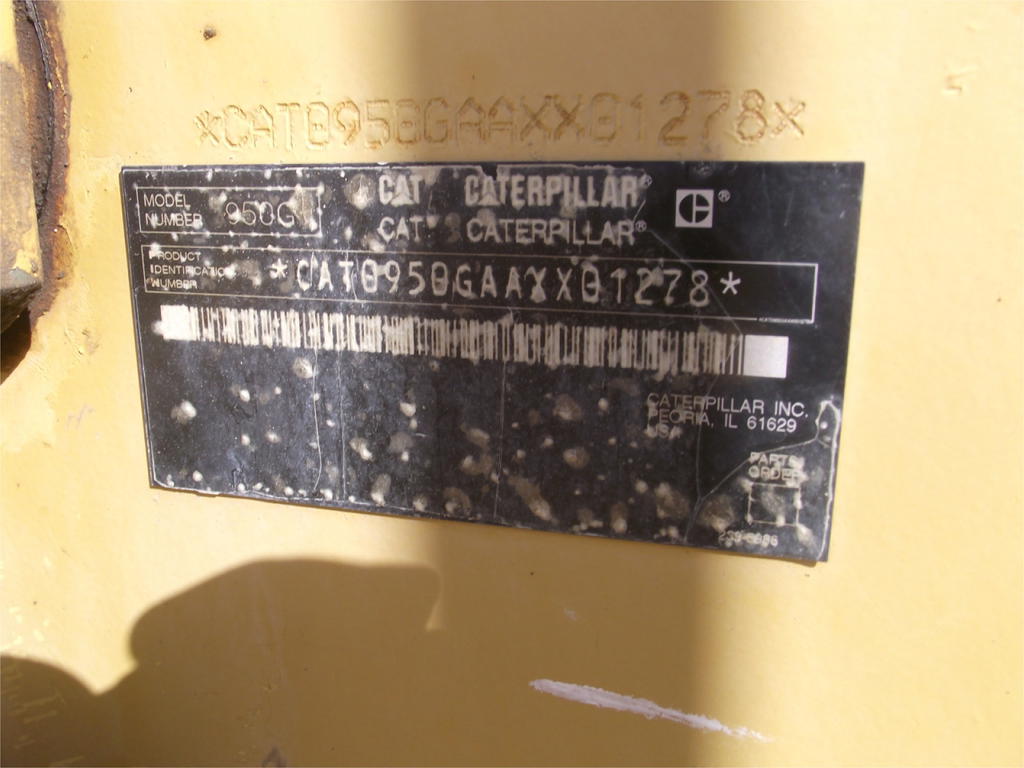 *CAT0950GAAXX01278*
CAT CATERPILLAR®
MODEL NUMBER 950G
CAT® CATERPILLAR®
PRODUCT
IDENTIFICATION
NUMBER
*CAT0950GAAXX01278*
CATERPILLAR INC.
PEORIA, IL 61629
USA
PARTS
ORDER